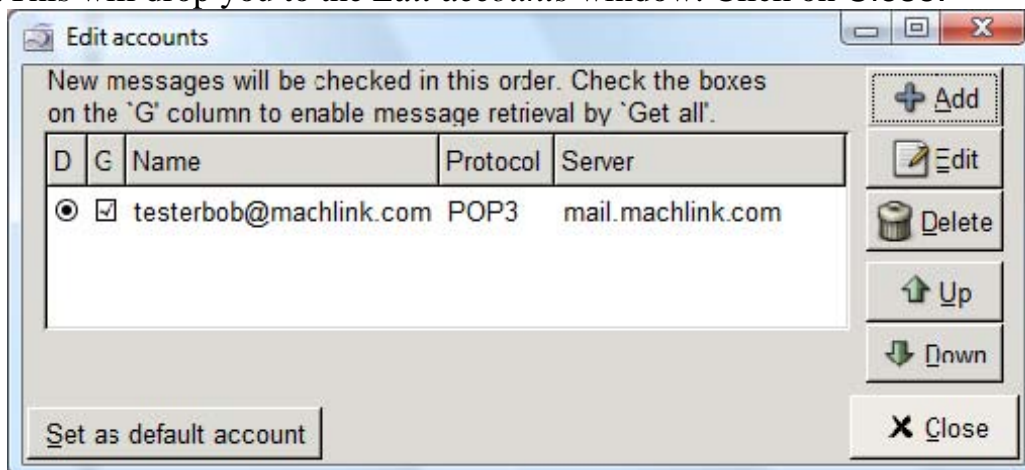 This will drop you to the Edit accounts window. Click on Close.
Edit accounts
New messages will be checked in this order. Check the boxes
on the `G' column to enable message retrieval by `Get all'.
Add
D G Name Protocol Server
Edit
testerbob@machlink.com POP3 mail.machlink.com
Delete
Up
Down
Set as default account
Close